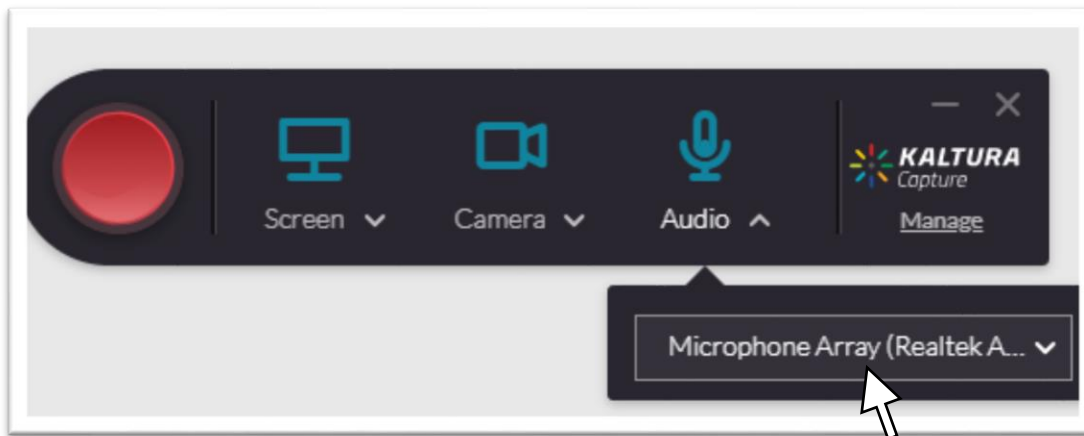 KALTURA
Capture
Screen
Camera
Audio
Manage
Microphone Array (Realtek A...